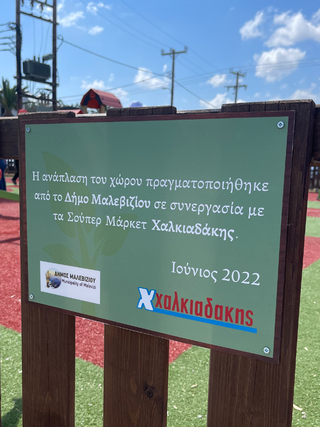 Η ανάπλαση του χώρου πραγματοποιήθηκε
από το Δήμο Μαλεβιζίου σε συνεργασία με
τα Σούπερ Μάρκετ Χαλκιαδάκης.
Ιούνιος 2022
ΔΗΜΟΣ ΜΑΛΕΒΙΖΙΟΥ
Municipality of Malevizi
Χ χαλκιαδακης